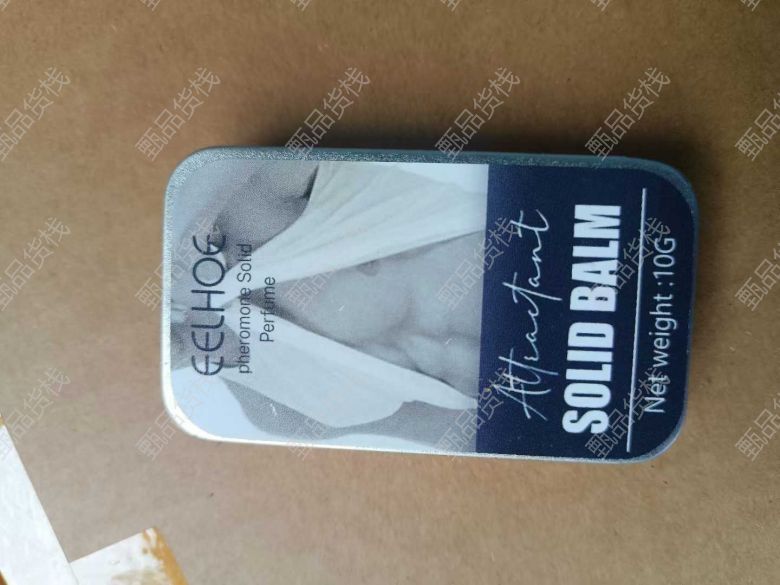 EELHOE
pheromone Solid
Perfume
Attractant
SOLID BALM
Net weight :10G
甄品货栈